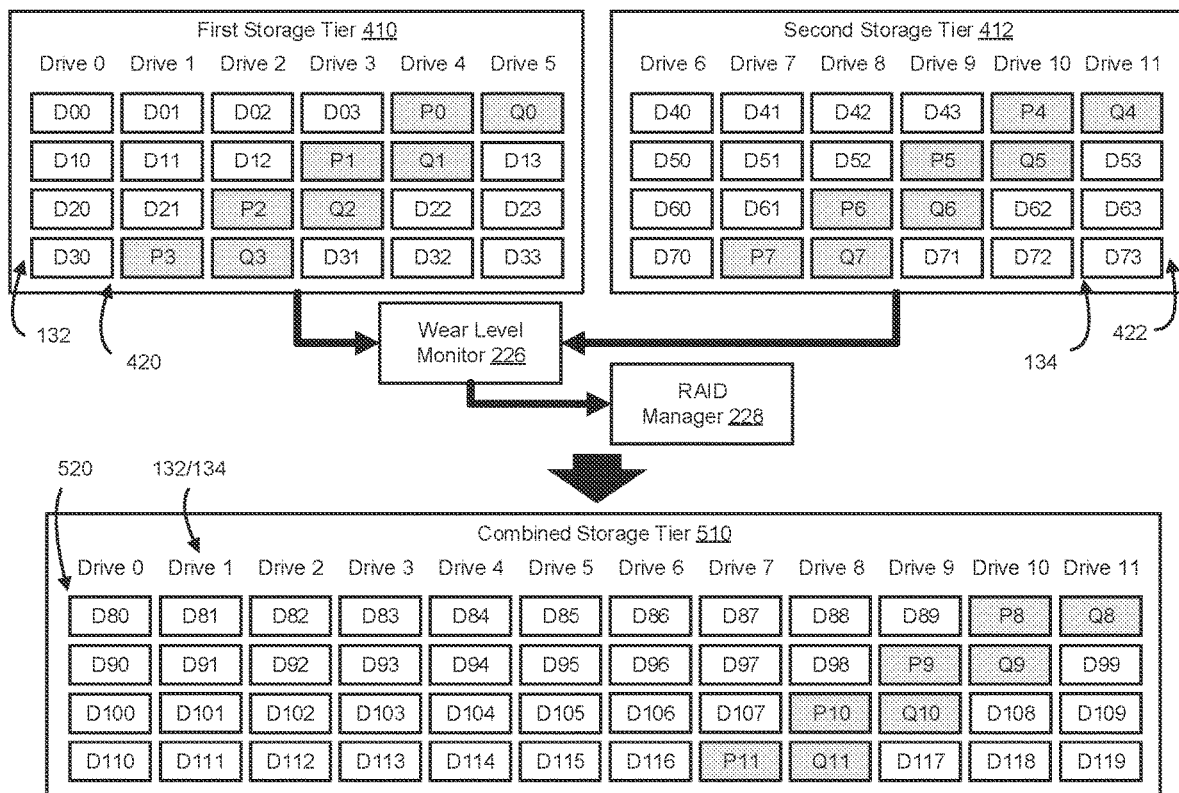 First Storage Tier 410
Drive 0 Drive 1 Drive 2 Drive 3 Drive 4 Drive 5
D00 D01 D02 D03 P0 Q0
D10 D11 D12 P1 Q1 D13
D20 D21 P2 Q2 D22 D23
D30 P3 Q3 D31 D32 D33
132
420
Second Storage Tier 412
Drive 6 Drive 7 Drive 8 Drive 9 Drive 10 Drive 11
D40 D41 D42 D43 P4 Q4
D50 D51 D52 P5 Q5 D53
D60 D61 P6 Q6 D62 D63
D70 P7 Q7 D71 D72 D73
134
422
Wear Level
Monitor 226
RAID
Manager 228
520
132/134
Combined Storage Tier 510
Drive 0 Drive 1 Drive 2 Drive 3 Drive 4 Drive 5 Drive 6 Drive 7 Drive 8 Drive 9 Drive 10 Drive 11
D80 D81 D82 D83 D84 D85 D86 D87 D88 D89 P8 Q8
D90 D91 D92 D93 D94 D95 D96 D97 D98 P9 Q9 D99
D100 D101 D102 D103 D104 D105 D106 D107 P10 Q10 D108 D109
D110 D111 D112 D113 D114 D115 D116 P11 Q11 D117 D118 D119